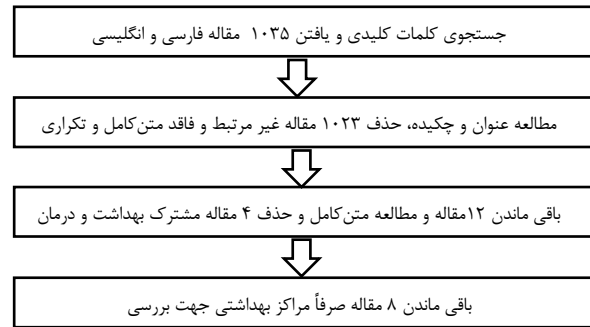 جستجوی کلمات کلیدی و یافتن ۱۰۳۵ مقاله فارسی و انگلیسی
مطالعه عنوان و چکیده، حذف ۱۰۲۳ مقاله غیر مرتبط و فاقد متن‌کامل و تکراری
باقی ماندن ۱۲مقاله و مطالعه متن‌کامل و حذف ۴ مقاله مشترک بهداشت و درمان
باقی ماندن ۸ مقاله صرفاً مراکز بهداشتی جهت بررسی